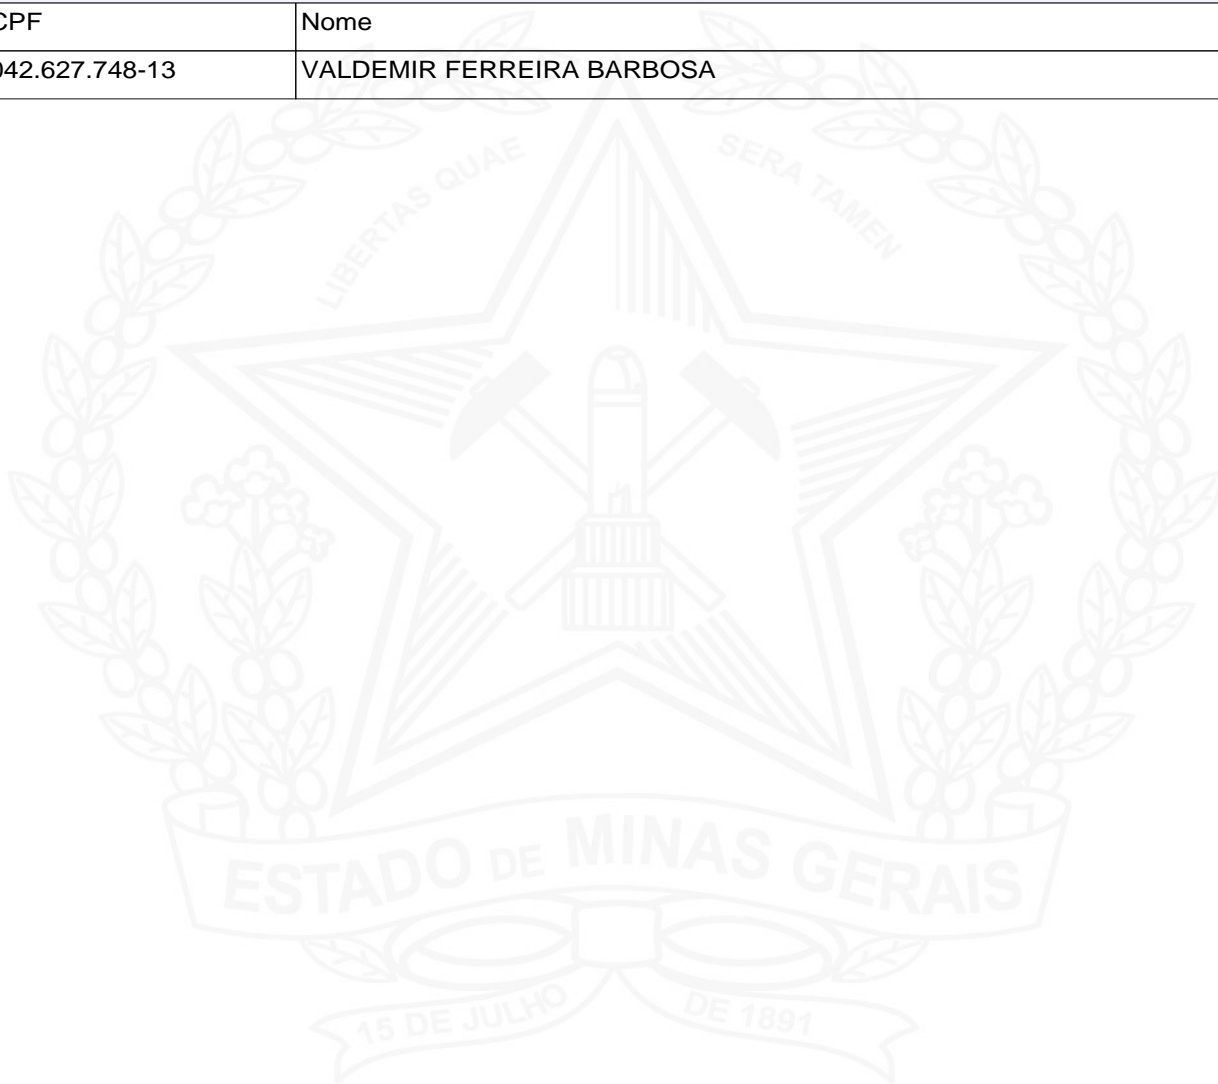 CPF Nome
042.627.748-13 VALDEMIR FERREIRA BARBOSA
LIBERTAS QUAE SERA TAMEN
ESTADO DE MINAS GERAIS
15 DE JULHO DE 1891